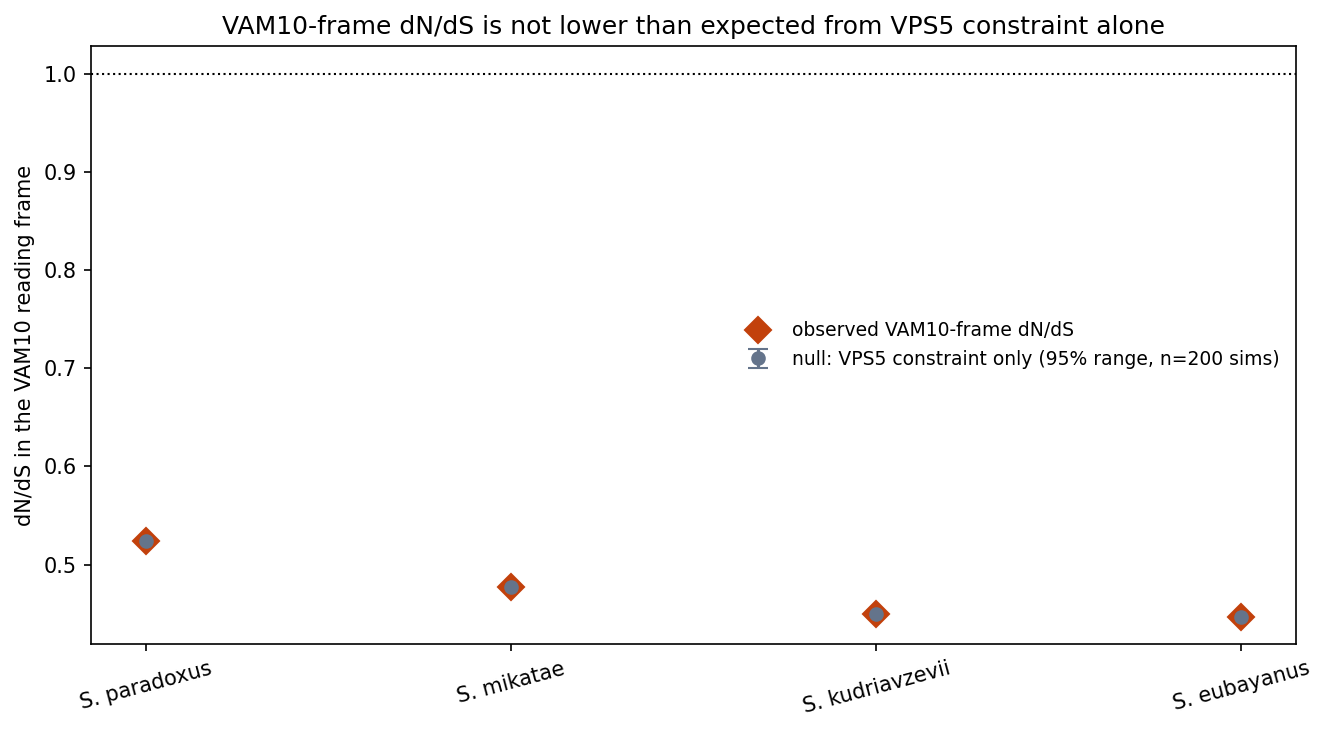 VAM10-frame dN/dS is not lower than expected from VPS5 constraint alone
dN/dS in the VAM10 reading frame
1.0
0.9
0.8
0.7
0.6
0.5
observed VAM10-frame dN/dS
null: VPS5 constraint only (95% range, n=200 sims)
S. paradoxus
S. mikatae
S. kudriavzevii
S. eubayanus